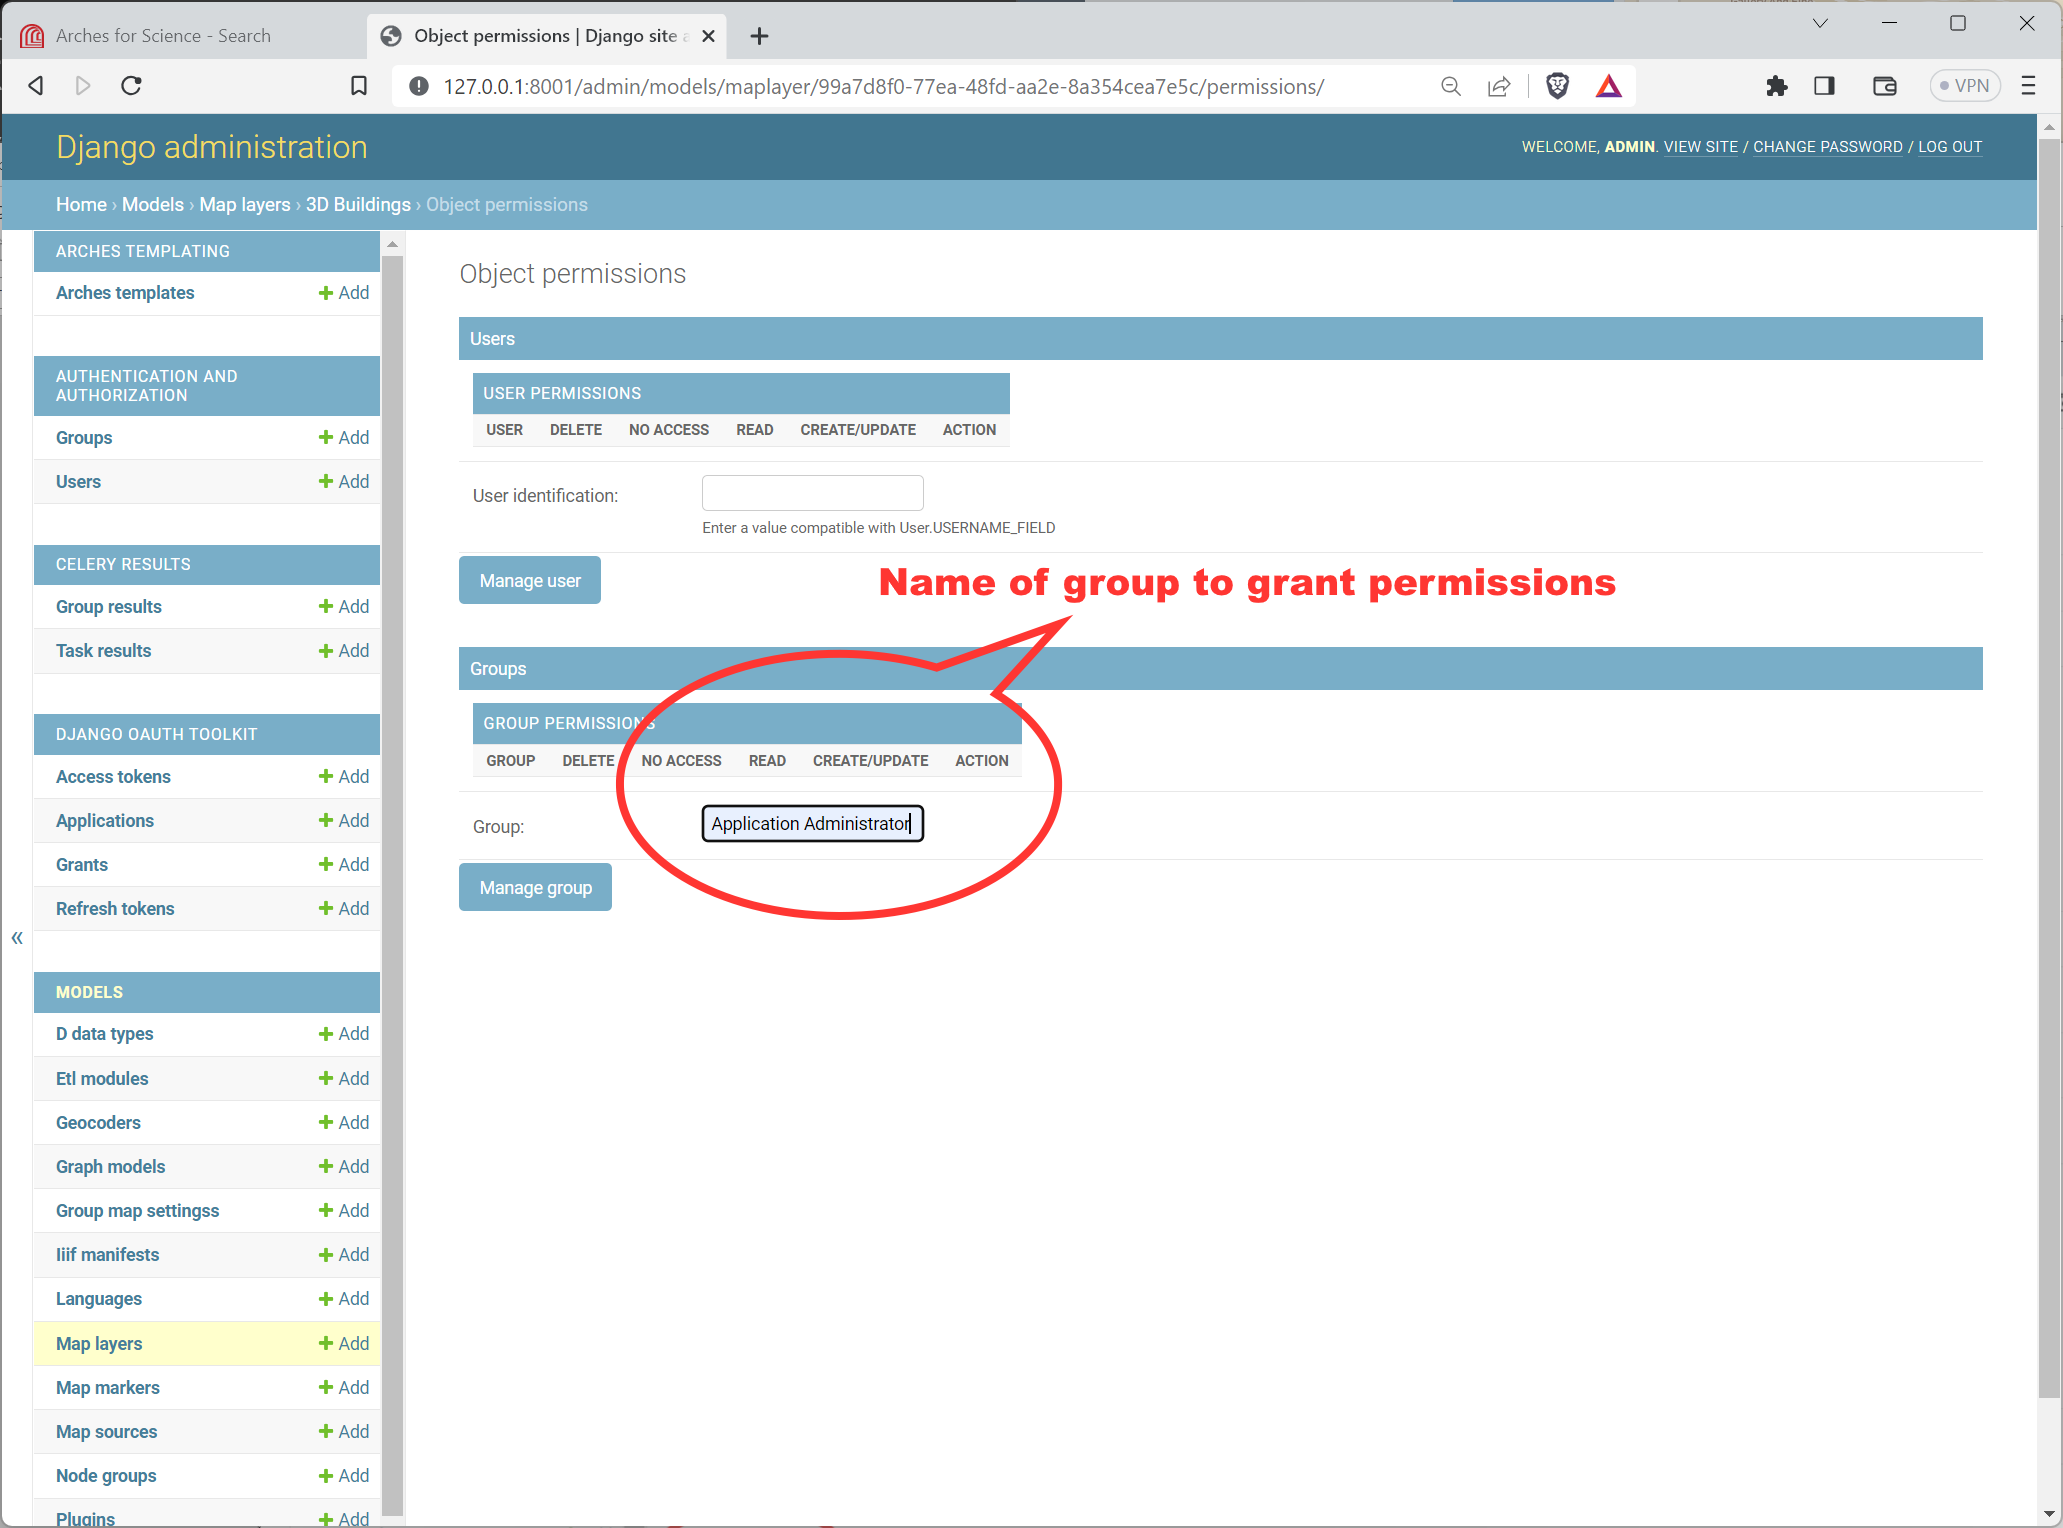 Arches for Science - Search
Object permissions | Django site a
127.0.0.1:8001/admin/models/maplayer/99a7d8f0-77ea-48fd-aa2e-8a354cea7e5c/permissions/
VPN
Django administration
WELCOME, ADMIN. VIEW SITE / CHANGE PASSWORD / LOG OUT
Home › Models › Map layers › 3D Buildings › Object permissions
ARCHES TEMPLATING
Arches templates Add
AUTHENTICATION AND
AUTHORIZATION
Groups Add
Users Add
CELERY RESULTS
Group results Add
Task results Add
DJANGO OAUTH TOOLKIT
Access tokens Add
Applications Add
Grants Add
Refresh tokens Add
«
MODELS
D data types Add
Etl modules Add
Geocoders Add
Graph models Add
Group map settingss Add
Iiif manifests Add
Languages Add
Map layers Add
Map markers Add
Map sources Add
Node groups Add
Plugins Add
Object permissions
Users
USER PERMISSIONS
USER DELETE NO ACCESS READ CREATE/UPDATE ACTION
User identification:
Enter a value compatible with User.USERNAME_FIELD
Manage user
Name of group to grant permissions
Groups
GROUP PERMISSIONS
GROUP DELETE NO ACCESS READ CREATE/UPDATE ACTION
Group: Application Administrator
Manage group